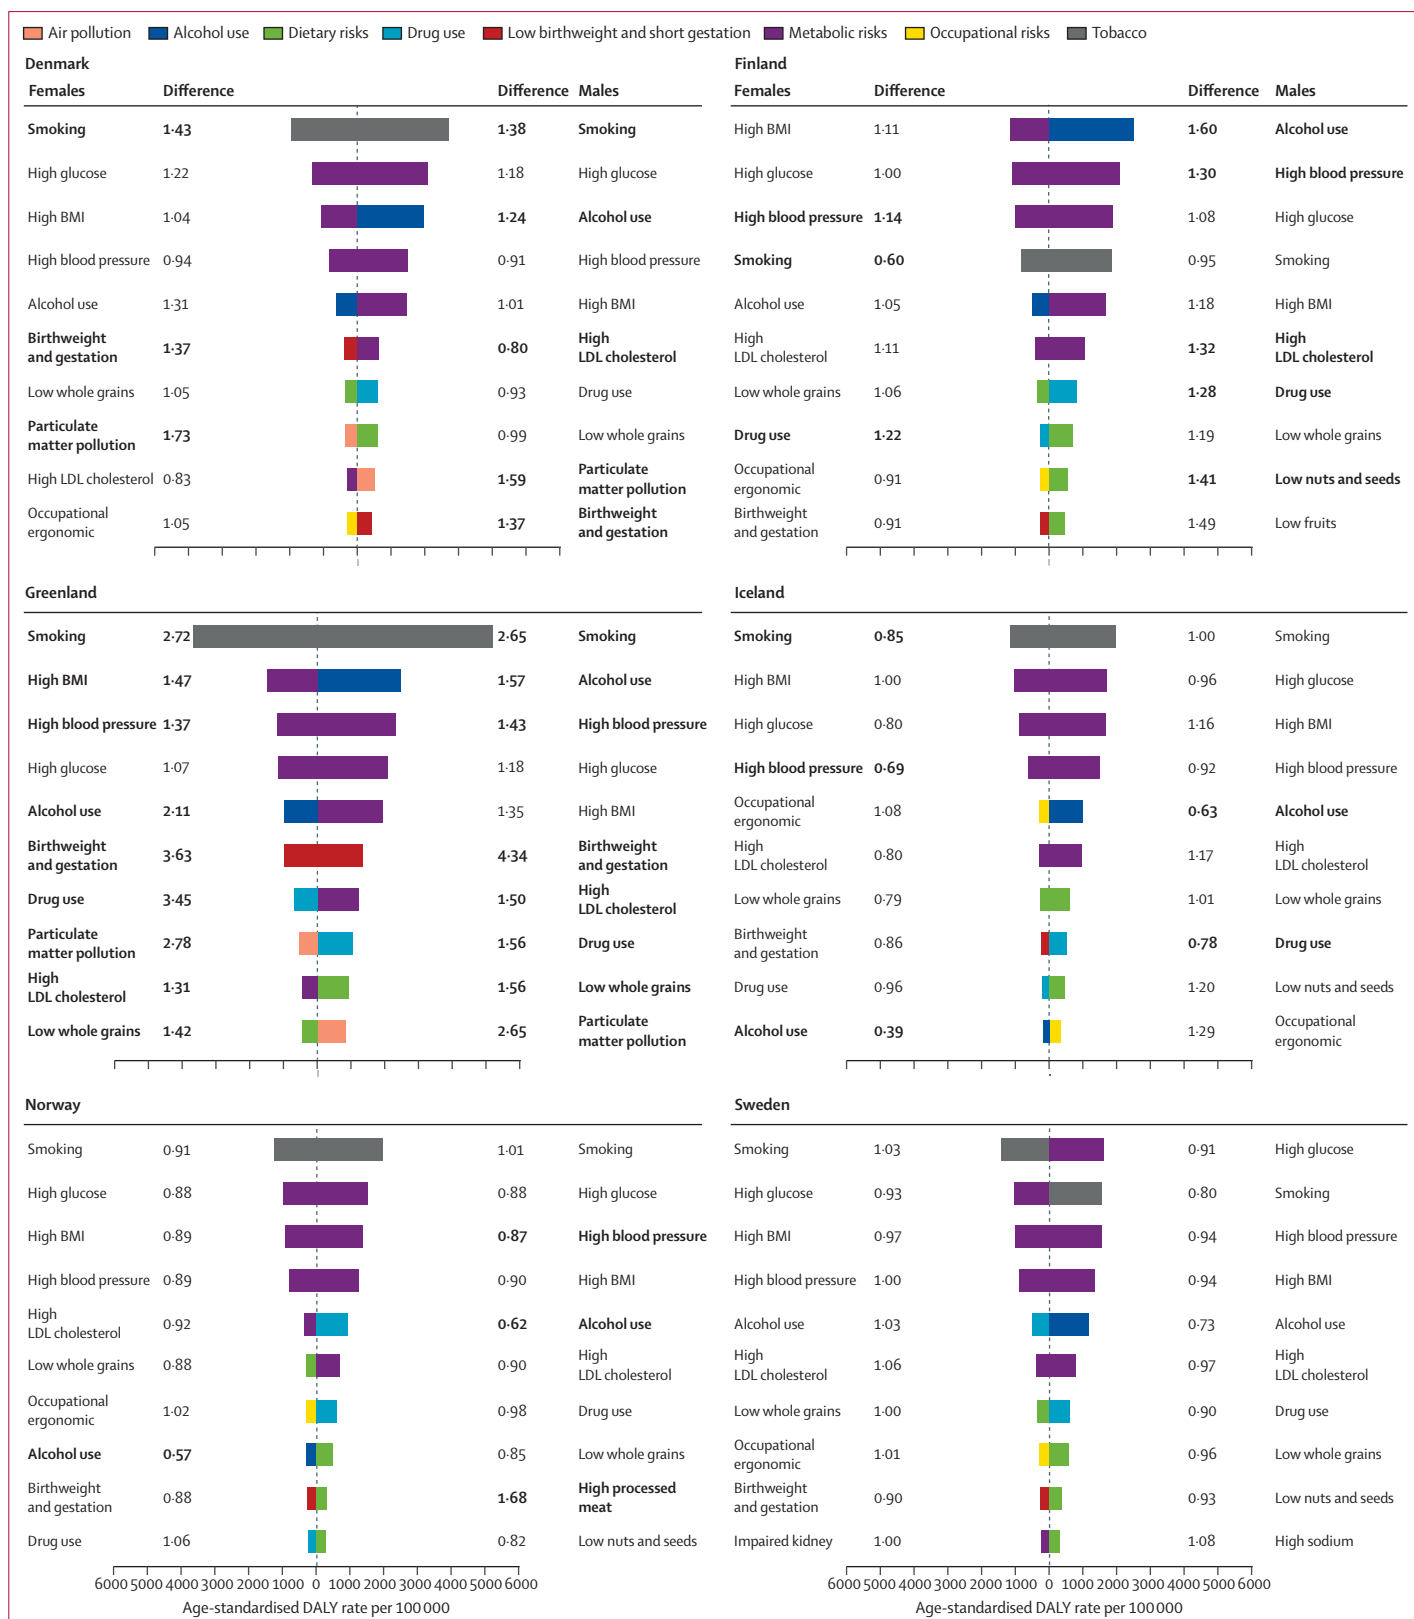 Air pollution Alcohol use Dietary risks Drug use Low birthweight and short gestation Metabolic risks Occupational risks Tobacco
Denmark
Females Difference Difference Males
Smoking 1·43 1·38 Smoking
High glucose 1·22 1·18 High glucose
High BMI 1·04 1·24 Alcohol use
High blood pressure 0·94 0·91 High blood pressure
Alcohol use 1·31 1·01 High BMI
Birthweight
and gestation 1·37 0·80 High
LDL cholesterol
Low whole grains 1·05 0·93 Drug use
Particulate
matter pollution 1·73 0·99 Low whole grains
High LDL cholesterol 0·83 1·59 Particulate
matter pollution
Occupational
ergonomic 1·05 1·37 Birthweight
and gestation
Finland
Females Difference Difference Males
High BMI 1·11 1·60 Alcohol use
High glucose 1·00 1·30 High blood pressure
High blood pressure 1·14 1·08 High glucose
Smoking 0·60 0·95 Smoking
Alcohol use 1·05 1·18 High BMI
High
LDL cholesterol 1·11 1·32 High
LDL cholesterol
Low whole grains 1·06 1·28 Drug use
Drug use 1·22 1·19 Low whole grains
Occupational
ergonomic 0·91 1·41 Low nuts and seeds
Birthweight
and gestation 0·91 1·49 Low fruits
Greenland
Smoking 2·72 2·65 Smoking
High BMI 1·47 1·57 Alcohol use
High blood pressure 1·37 1·43 High blood pressure
High glucose 1·07 1·18 High glucose
Alcohol use 2·11 1·35 High BMI
Birthweight
and gestation 3·63 4·34 Birthweight
and gestation
Drug use 3·45 1·50 High
LDL cholesterol
Particulate
matter pollution 2·78 1·56 Drug use
High
LDL cholesterol 1·31 1·56 Low whole grains
Low whole grains 1·42 2·65 Particulate
matter pollution
Iceland
Smoking 0·85 1·00 Smoking
High BMI 1·00 0·96 High glucose
High glucose 0·80 1·16 High BMI
High blood pressure 0·69 0·92 High blood pressure
Occupational
ergonomic 1·08 0·63 Alcohol use
High
LDL cholesterol 0·80 1·17 High
LDL cholesterol
Low whole grains 0·79 1·01 Low whole grains
Birthweight
and gestation 0·86 0·78 Drug use
Drug use 0·96 1·20 Low nuts and seeds
Alcohol use 0·39 1·29 Occupational
ergonomic
Norway
Smoking 0·91 1·01 Smoking
High glucose 0·88 0·88 High glucose
High BMI 0·89 0·87 High blood pressure
High blood pressure 0·89 0·90 High BMI
High
LDL cholesterol 0·92 0·62 Alcohol use
Low whole grains 0·88 0·90 High
LDL cholesterol
Occupational
ergonomic 1·02 0·98 Drug use
Alcohol use 0·57 0·85 Low whole grains
Birthweight
and gestation 0·88 1·68 High processed
meat
Drug use 1·06 0·82 Low nuts and seeds
6000 5000 4000 3000 2000 1000 0 1000 2000 3000 4000 5000 6000
Age-standardised DALY rate per 100 000
Sweden
Smoking 1·03 0·91 High glucose
High glucose 0·93 0·80 Smoking
High BMI 0·97 0·94 High blood pressure
High blood pressure 1·00 0·94 High BMI
Alcohol use 1·03 0·73 Alcohol use
High
LDL cholesterol 1·06 0·97 High
LDL cholesterol
Low whole grains 1·00 0·90 Drug use
Occupational
ergonomic 1·01 0·96 Low whole grains
Birthweight
and gestation 0·90 0·93 Low nuts and seeds
Impaired kidney 1·00 1·08 High sodium
6000 5000 4000 3000 2000 1000 0 1000 2000 3000 4000 5000 6000
Age-standardised DALY rate per 100 000